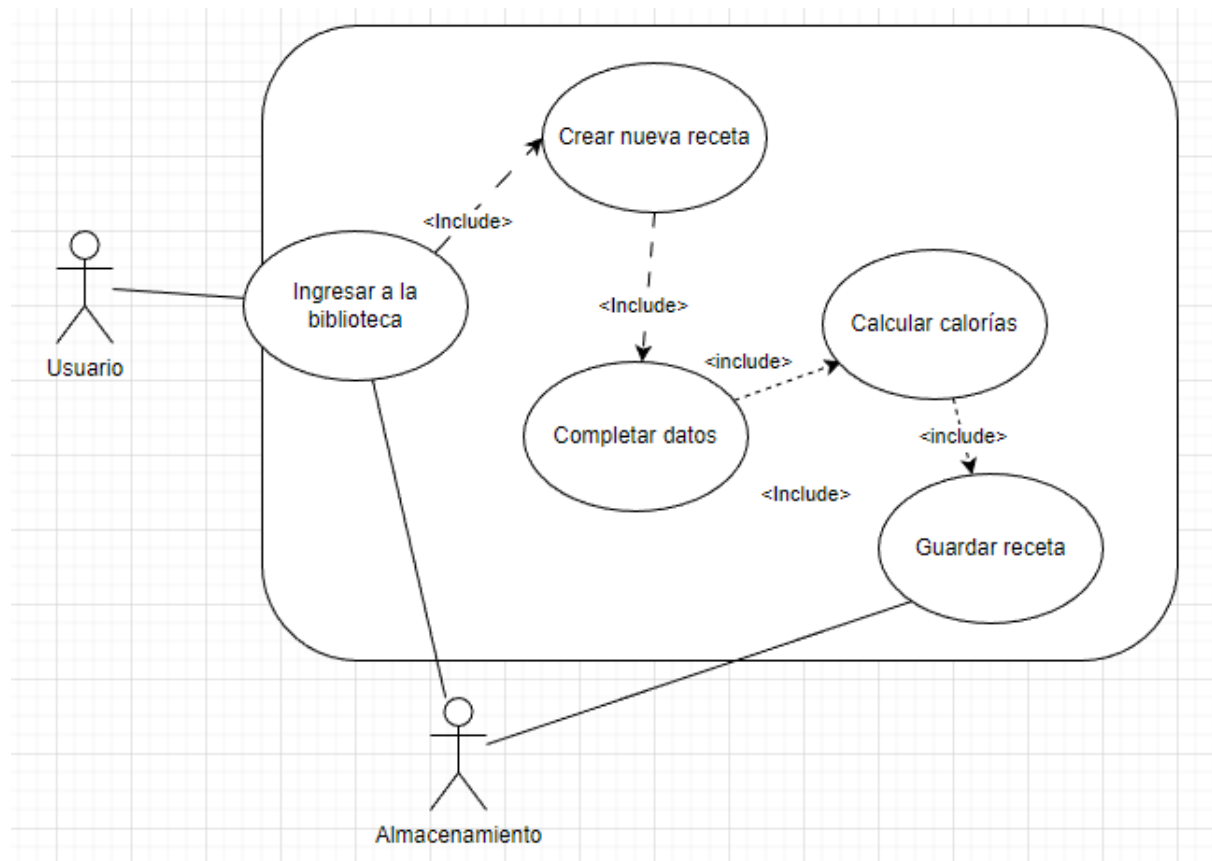 Crear nueva receta
<Include>
Ingresar a la
biblioteca
Usuario
<Include>
Calcular calorías
<include>
Completar datos
<include>
<Include>
Guardar receta
Almacenamiento